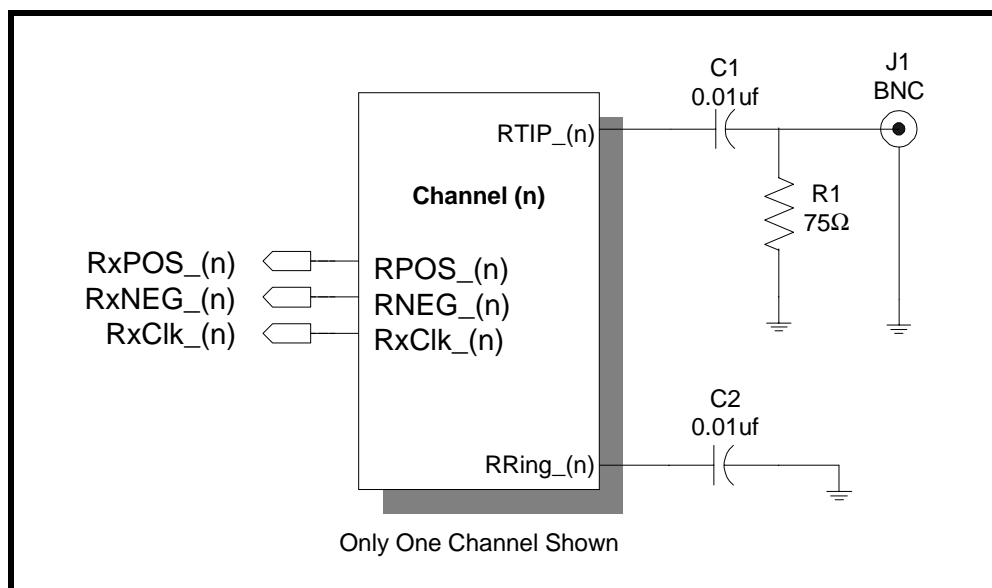 J1
BNC
C1
0.01uf
RTIP_(n)
Channel (n)
R1
75Ω
RxPOS_(n)
RPOS_(n)
RxNEG_(n)
RNEG_(n)
RxClk_(n)
RxClk_(n)
C2
0.01uf
RRing_(n)
Only One Channel Shown